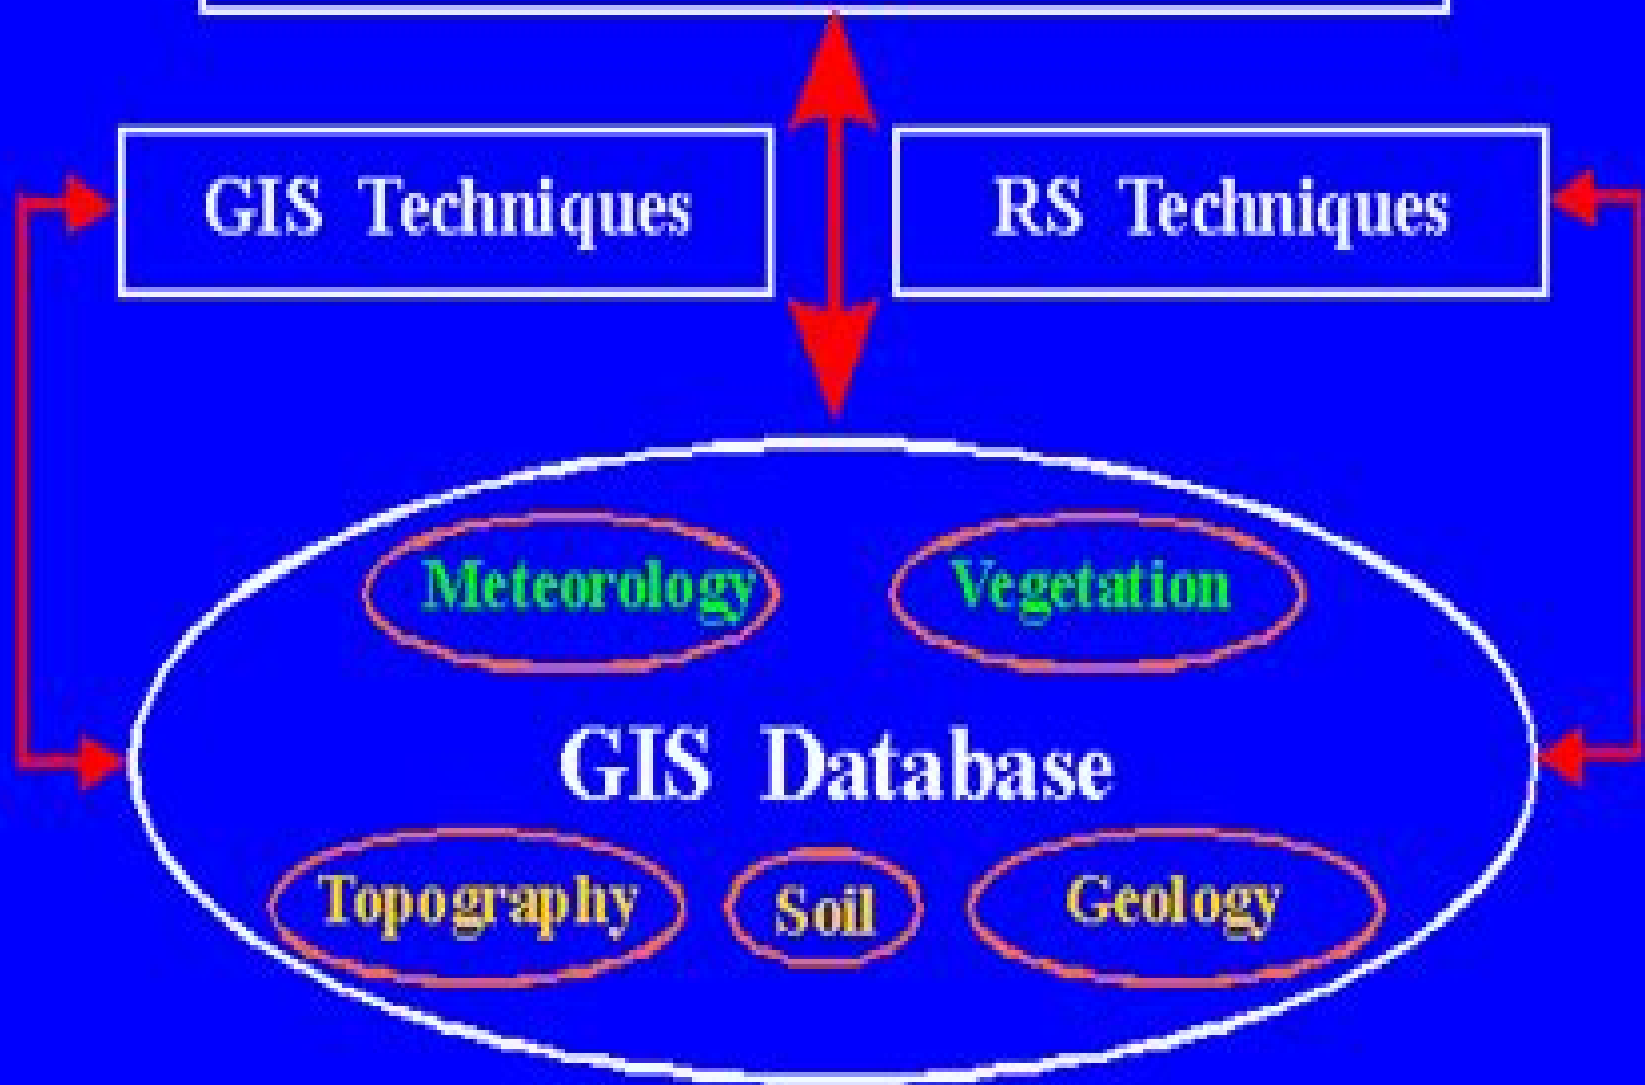 GIS Techniques
RS Techniques
Meteorology
Vegetation
GIS Database
Topography
Soil
Geology